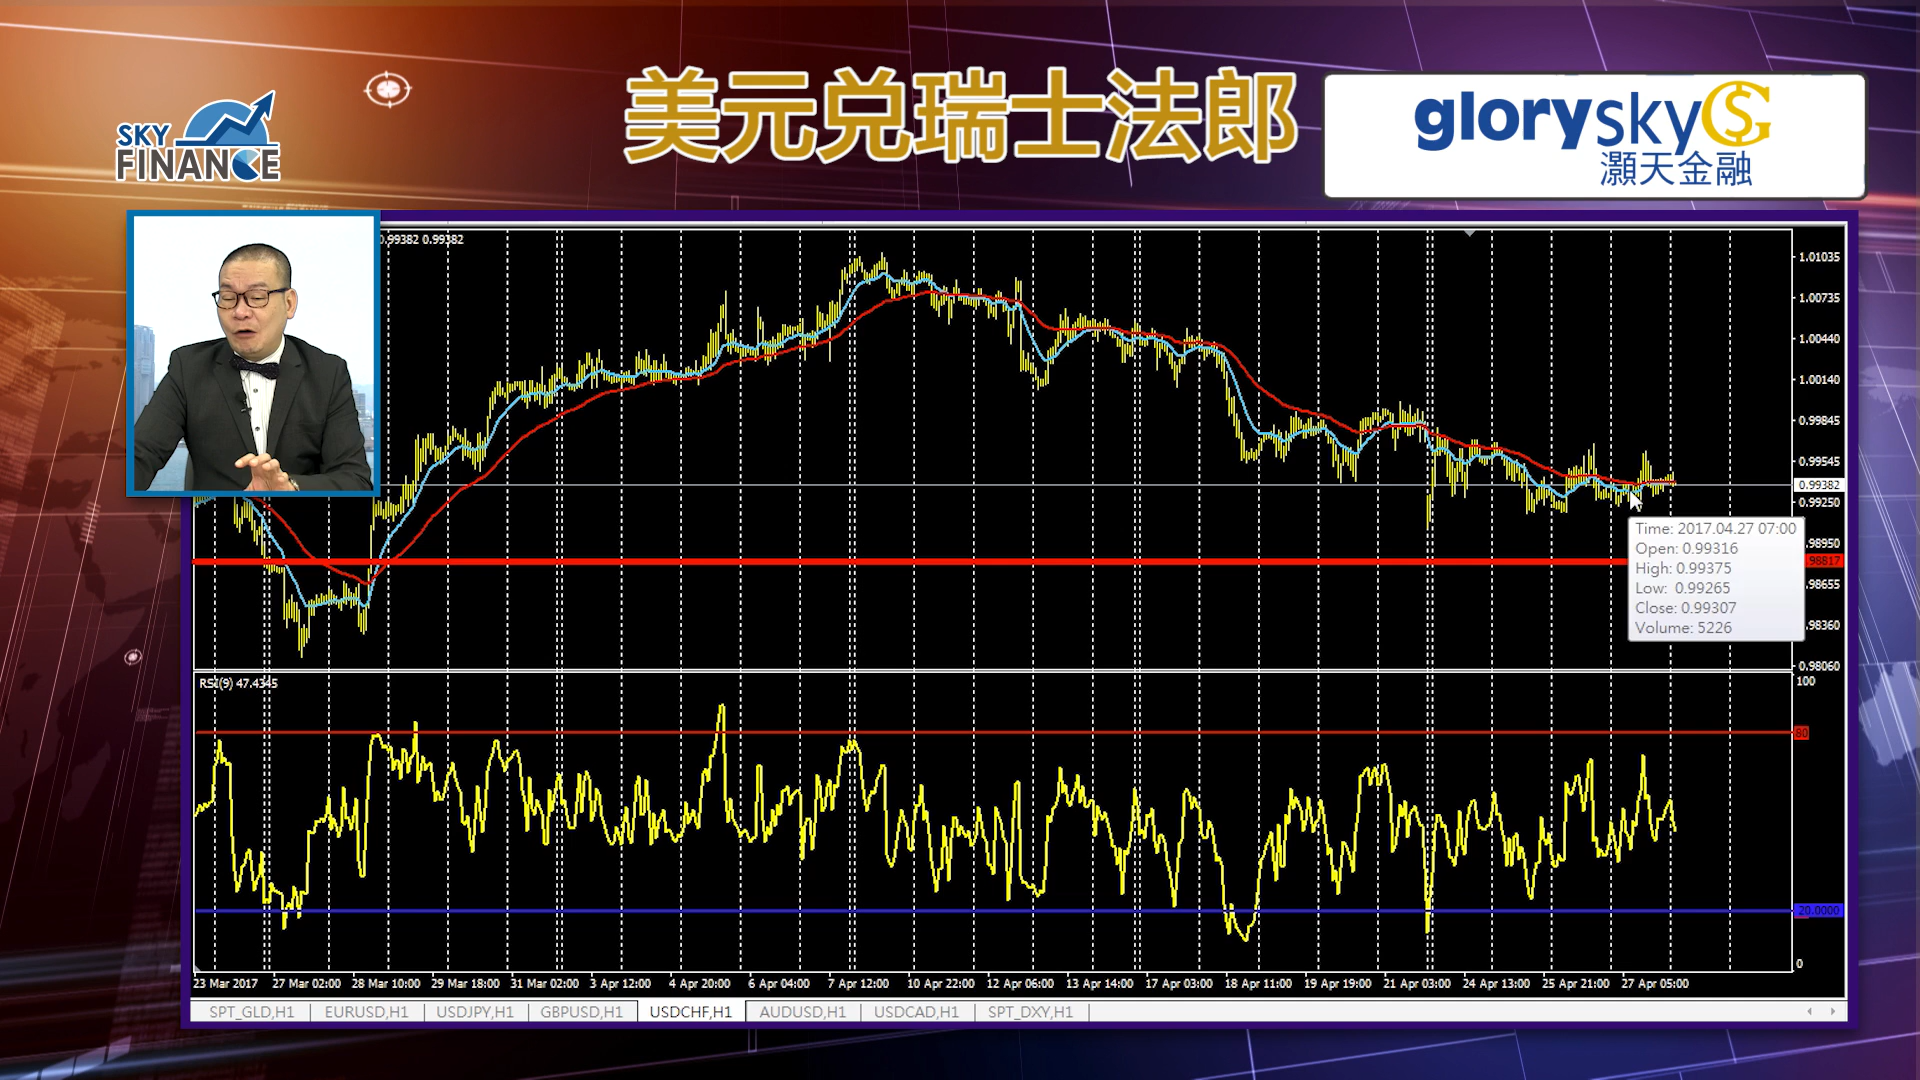 美元兑瑞士法郎
SKY
FINANCE
glorysky
灝天金融
0.99382 0.99382
1.01035
1.00735
1.00440
1.00140
0.99845
0.99545
0.99382
0.99250
.98950
.98817
.98655
.98360
0.98060
Time: 2017.04.27 07:00
Open: 0.99316
High: 0.99375
Low: 0.99265
Close: 0.99307
Volume: 5226
RSI(9) 47.4345
100
80
20.0000
0
23 Mar 2017 27 Mar 02:00 28 Mar 10:00 29 Mar 18:00 31 Mar 02:00 3 Apr 12:00 4 Apr 20:00 6 Apr 04:00 7 Apr 12:00 10 Apr 22:00 12 Apr 06:00 13 Apr 14:00 17 Apr 03:00 18 Apr 11:00 19 Apr 19:00 21 Apr 03:00 24 Apr 13:00 25 Apr 21:00 27 Apr 05:00
SPT_GLD,H1 EURUSD,H1 USDJPY,H1 GBPUSD,H1 USDCHF,H1 AUDUSD,H1 USDCAD,H1 SPT_DXY,H1